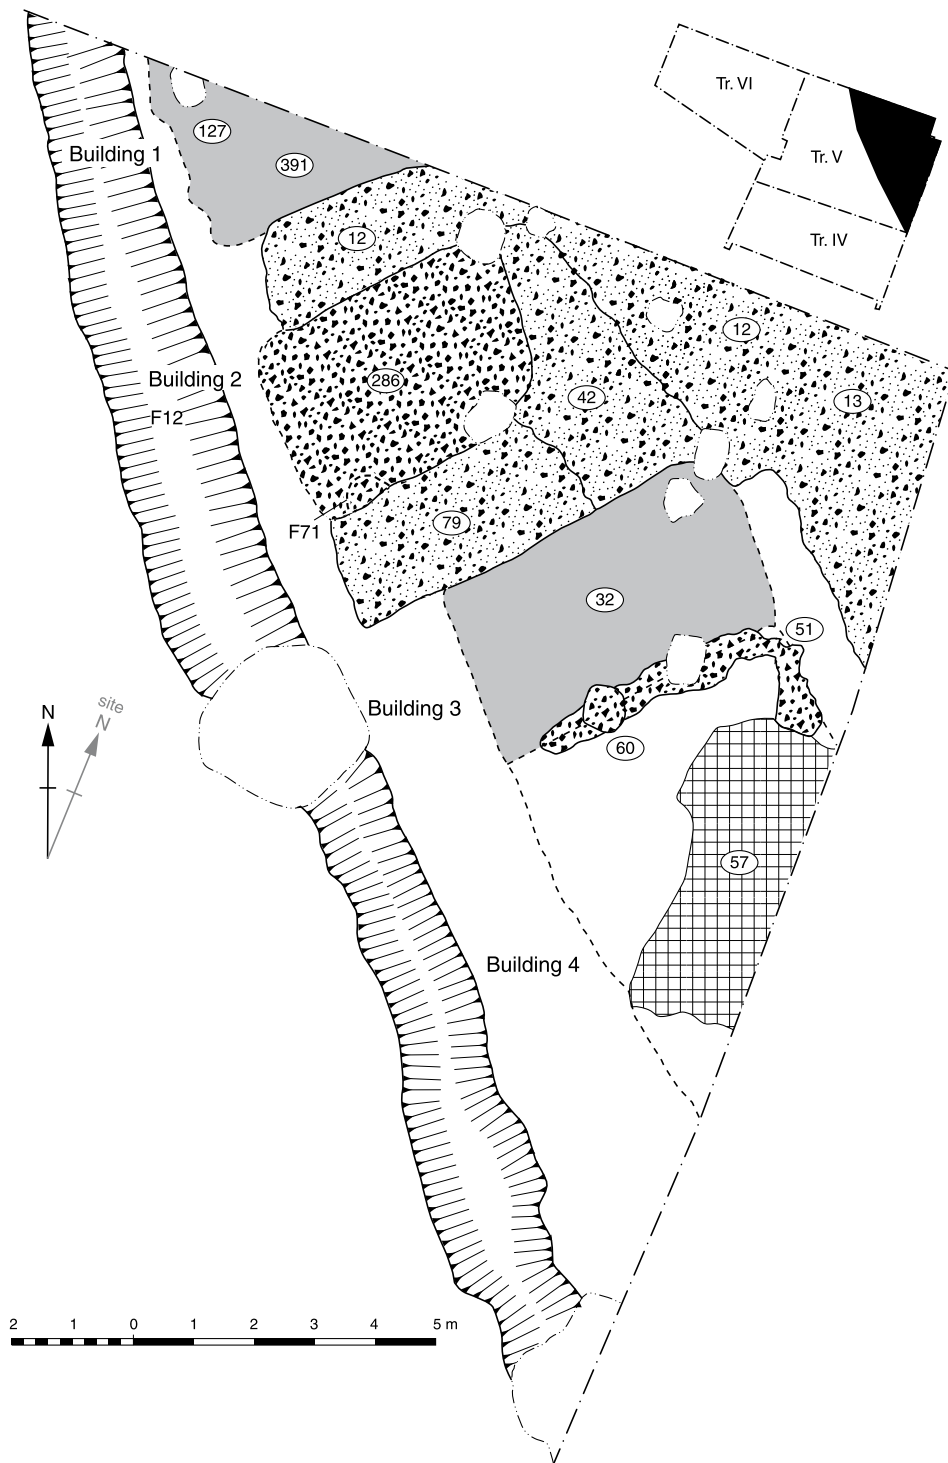 Tr. VI
127
Building 1
Tr. V
391
12
Tr. IV
12
Building 2
286
42
13
F12
F71
79
32
51
site
N
N
Building 3
60
57
Building 4
2 1 0 1 2 3 4 5 m